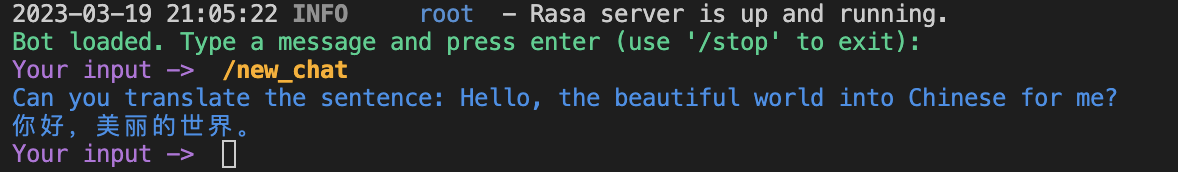 2023-03-19 21:05:22 INFO     root  - Rasa server is up and running.
Bot loaded. Type a message and press enter (use '/stop' to exit):
Your input ->  /new_chat
Can you translate the sentence: Hello, the beautiful world into Chinese for me?
你好，美丽的世界。
Your input ->